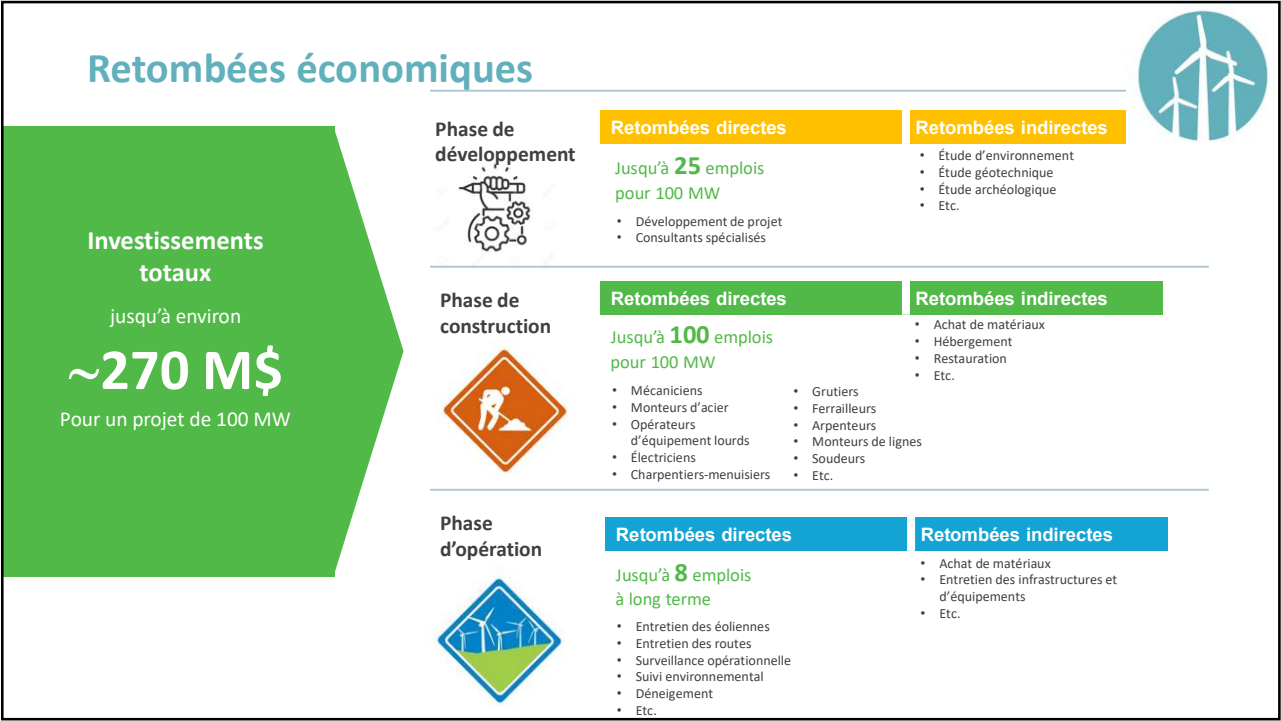 Retombées économiques
Investissements
totaux
jusqu'à environ
~270 M$
Pour un projet de 100 MW
Phase de
développement
Retombées directes
Jusqu'à 25 emplois
pour 100 MW
• Développement de projet
• Consultants spécialisés
Retombées indirectes
• Étude d'environnement
• Étude géotechnique
• Étude archéologique
• Etc.
Phase de
construction
Retombées directes
Jusqu'à 100 emplois
pour 100 MW
• Mécaniciens
• Monteurs d'acier
• Opérateurs
d'équipement lourds
• Électriciens
• Charpentiers-menuisiers
• Grutiers
• Ferrailleurs
• Arpenteurs
• Monteurs de lignes
• Soudeurs
• Etc.
Retombées indirectes
• Achat de matériaux
• Hébergement
• Restauration
• Etc.
Phase
d'opération
Retombées directes
Jusqu'à 8 emplois
à long terme
• Entretien des éoliennes
• Entretien des routes
• Surveillance opérationnelle
• Suivi environnemental
• Déneigement
• Etc.
Retombées indirectes
• Achat de matériaux
• Entretien des infrastructures et
d'équipements
• Etc.